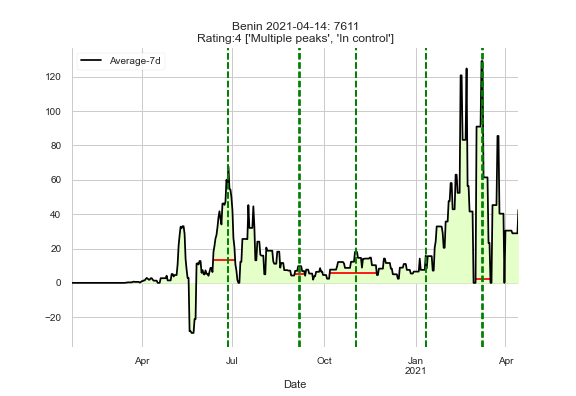 Benin 2021-04-14: 7611
Rating:4 ['Multiple peaks', 'In control']
Average-7d
120
100
80
60
40
20
0
−20
Apr
Jul
Oct
Jan
2021
Apr
Date